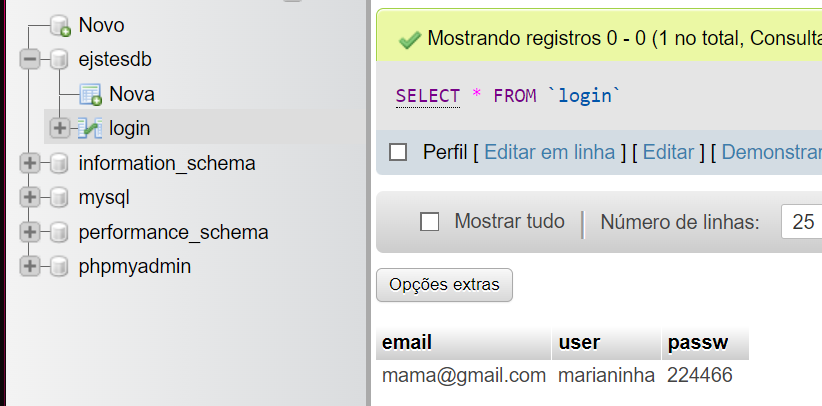 Novo
ejstesdb
Nova
login
information_schema
mysql
performance_schema
phpmyadmin
Mostrando registros 0 - 0 (1 no total, Consulta
SELECT * FROM `login`
Perfil [ Editar em linha ] [ Editar ] [ Demonstrar
Mostrar tudo Número de linhas: 25
Opções extras
email user passw
mama@gmail.com marianinha 224466